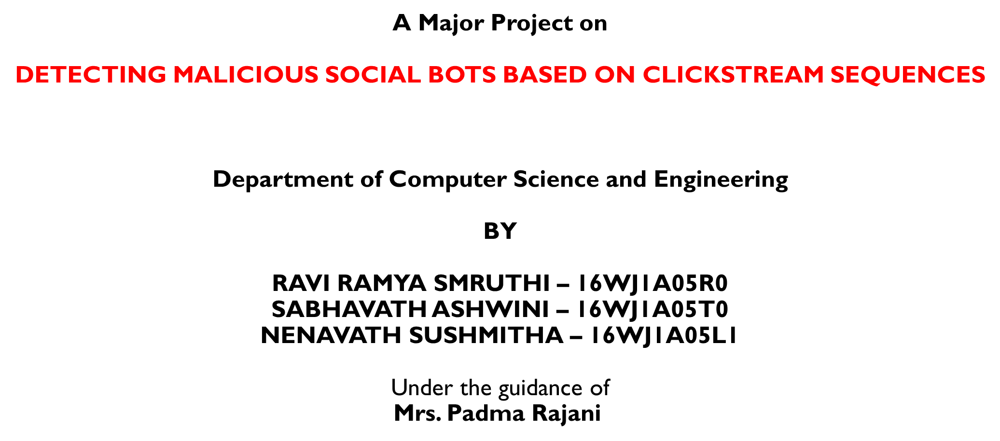 A Major Project on
DETECTING MALICIOUS SOCIAL BOTS BASED ON CLICKSTREAM SEQUENCES
Department of Computer Science and Engineering
BY
RAVI RAMYA SMRUTHI – 16WJ1A05R0
SABHAVATH ASHWINI – 16WJ1A05T0
NENAVATH SUSHMITHA – 16WJ1A05L1
Under the guidance of
Mrs. Padma Rajani